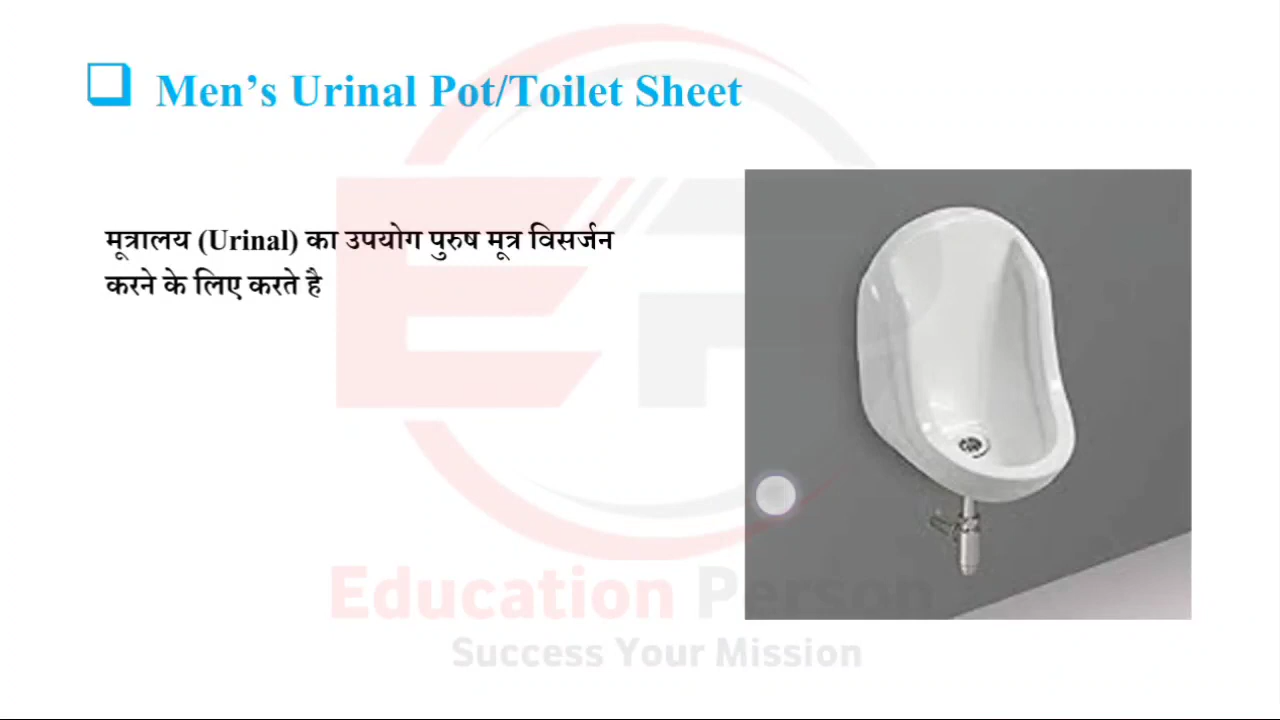 Men’s Urinal Pot/Toilet Sheet
मूत्रालय (Urinal) का उपयोग पुरुष मूत्र विसर्जन
करने के लिए करते है
Education Person
Success Your Mission